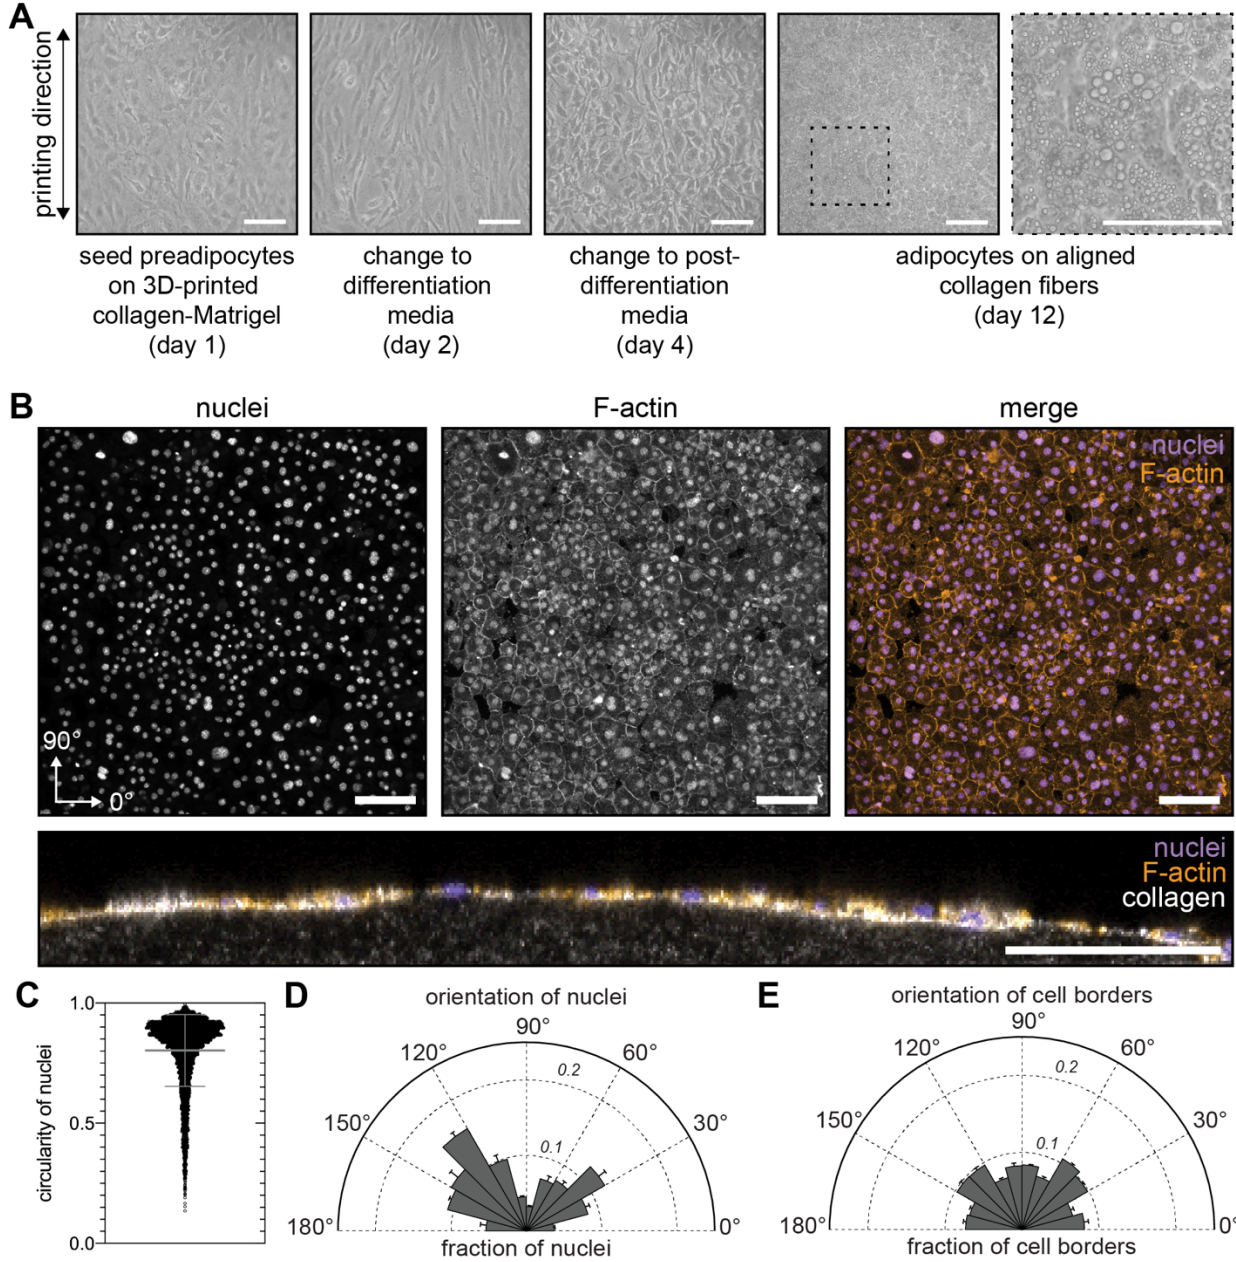 A
printing direction
seed preadipocytes
on 3D-printed
collagen-Matrigel
(day 1)
change to
differentiation
media
(day 2)
change to post-
differentiation
media
(day 4)
adipocytes on aligned
collagen fibers
(day 12)
B
nuclei
F-actin
merge
nuclei
F-actin
90°
0°
nuclei
F-actin
collagen
C
1.0
0.5
0.0
circularity of nuclei
D
orientation of nuclei
90°
120°
60°
0.2
150°
30°
0.1
180°
0°
fraction of nuclei
E
orientation of cell borders
90°
120°
60°
0.2
150°
30°
0.1
180°
0°
fraction of cell borders